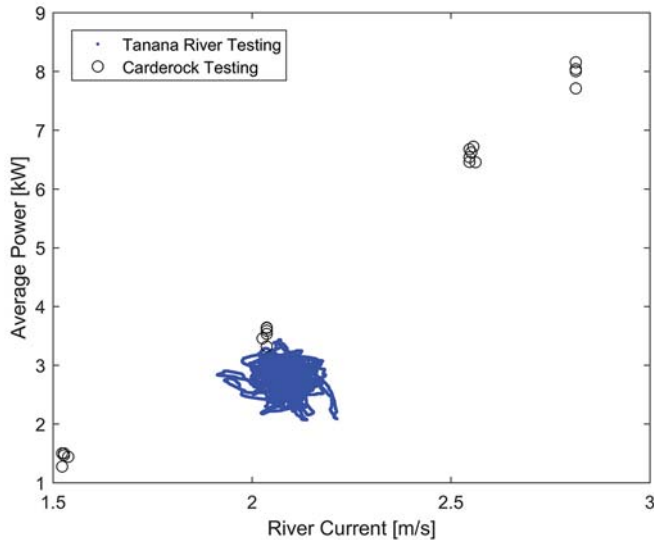 9
8
7
6
5
4
3
2
1
Average Power [kW]
Tanana River Testing
Carderock Testing
1.5 2 2.5 3
River Current [m/s]